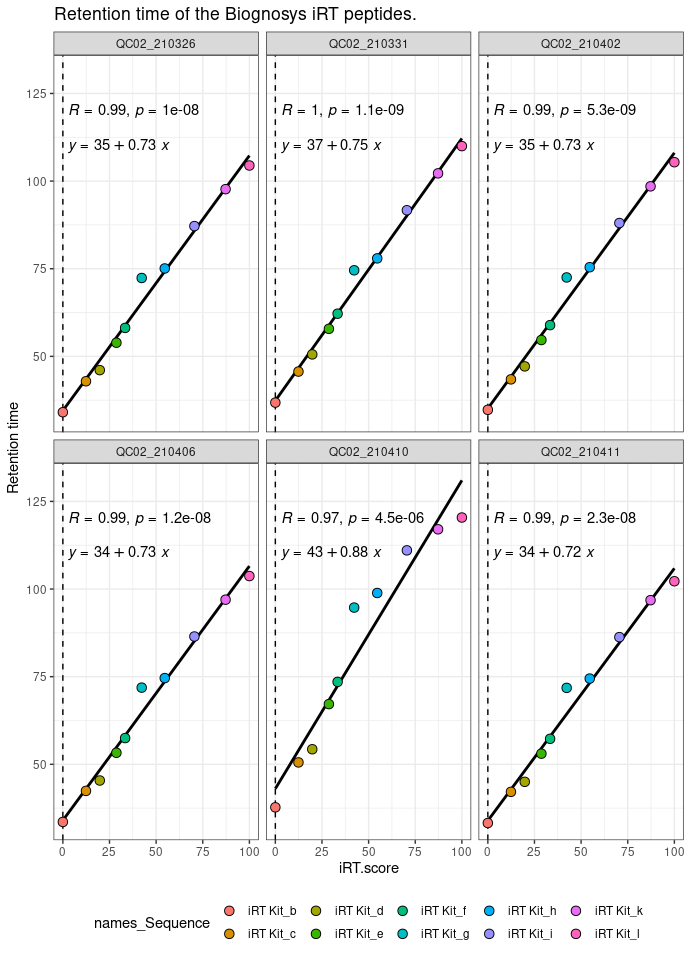 Retention time of the Biognosys iRT peptides.
QC02_210326 QC02_210331 QC02_210402
R = 0.99, p = 1e-08 R = 1, p = 1.1e-09 R = 0.99, p = 5.3e-09
y = 35 + 0.73 x y = 37 + 0.75 x y = 35 + 0.73 x
125
100
75
50
Retention time
QC02_210406 QC02_210410 QC02_210411
R = 0.99, p = 1.2e-08 R = 0.97, p = 4.5e-06 R = 0.99, p = 2.3e-08
y = 34 + 0.73 x y = 43 + 0.88 x y = 34 + 0.72 x
125
100
75
50
0 25 50 75 100 0 25 50 75 100 0 25 50 75 100
iRT.score
names_Sequence
iRT Kit_b iRT Kit_d iRT Kit_f iRT Kit_h iRT Kit_k
iRT Kit_c iRT Kit_e iRT Kit_g iRT Kit_i iRT Kit_l